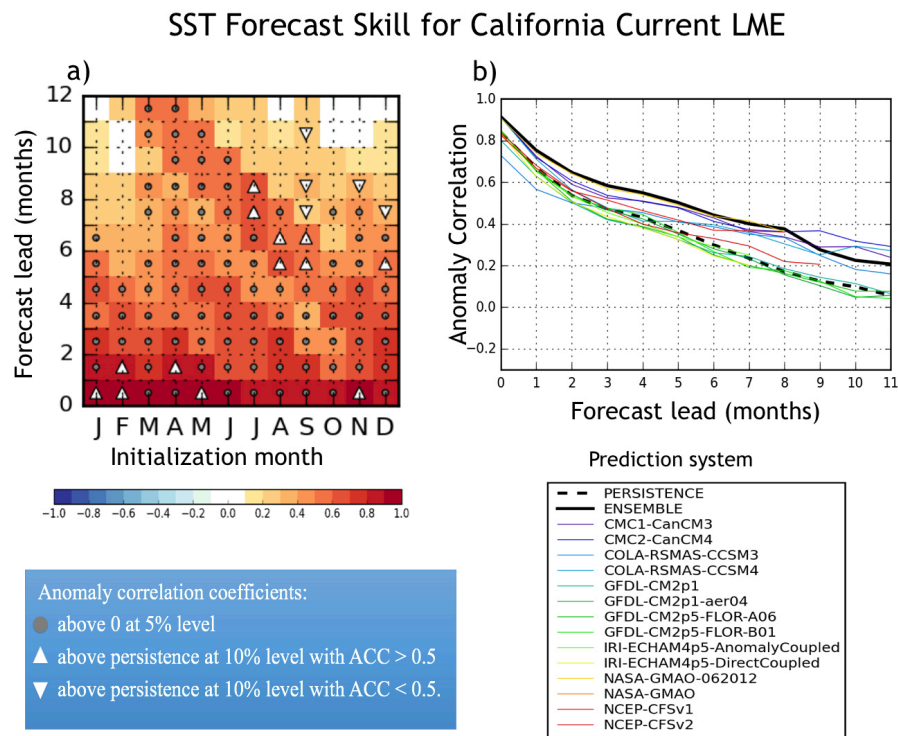 SST Forecast Skill for California Current LME
a)
Forecast lead (months)
12
10
8
6
4
2
0
J F M A M J J A S O N D
Initialization month
−1.0 −0.8 −0.6 −0.4 −0.2 0.0 0.2 0.4 0.6 0.8 1.0
Anomaly correlation coefficients:
above 0 at 5% level
above persistence at 10% level with ACC > 0.5
above persistence at 10% level with ACC < 0.5.
b)
Anomaly Correlation
1.0
0.8
0.6
0.4
0.2
0.0
−0.2
0 1 2 3 4 5 6 7 8 9 10 11
Forecast lead (months)
Prediction system
PERSISTENCE
ENSEMBLE
CMC1-CanCM3
CMC2-CanCM4
COLA-RSMAS-CCSM3
COLA-RSMAS-CCSM4
GFDL-CM2p1
GFDL-CM2p1-aer04
GFDL-CM2p5-FLOR-A06
GFDL-CM2p5-FLOR-B01
IRI-ECHAM4p5-AnomalyCoupled
IRI-ECHAM4p5-DirectCoupled
NASA-GMAO-062012
NASA-GMAO
NCEP-CFSv1
NCEP-CFSv2